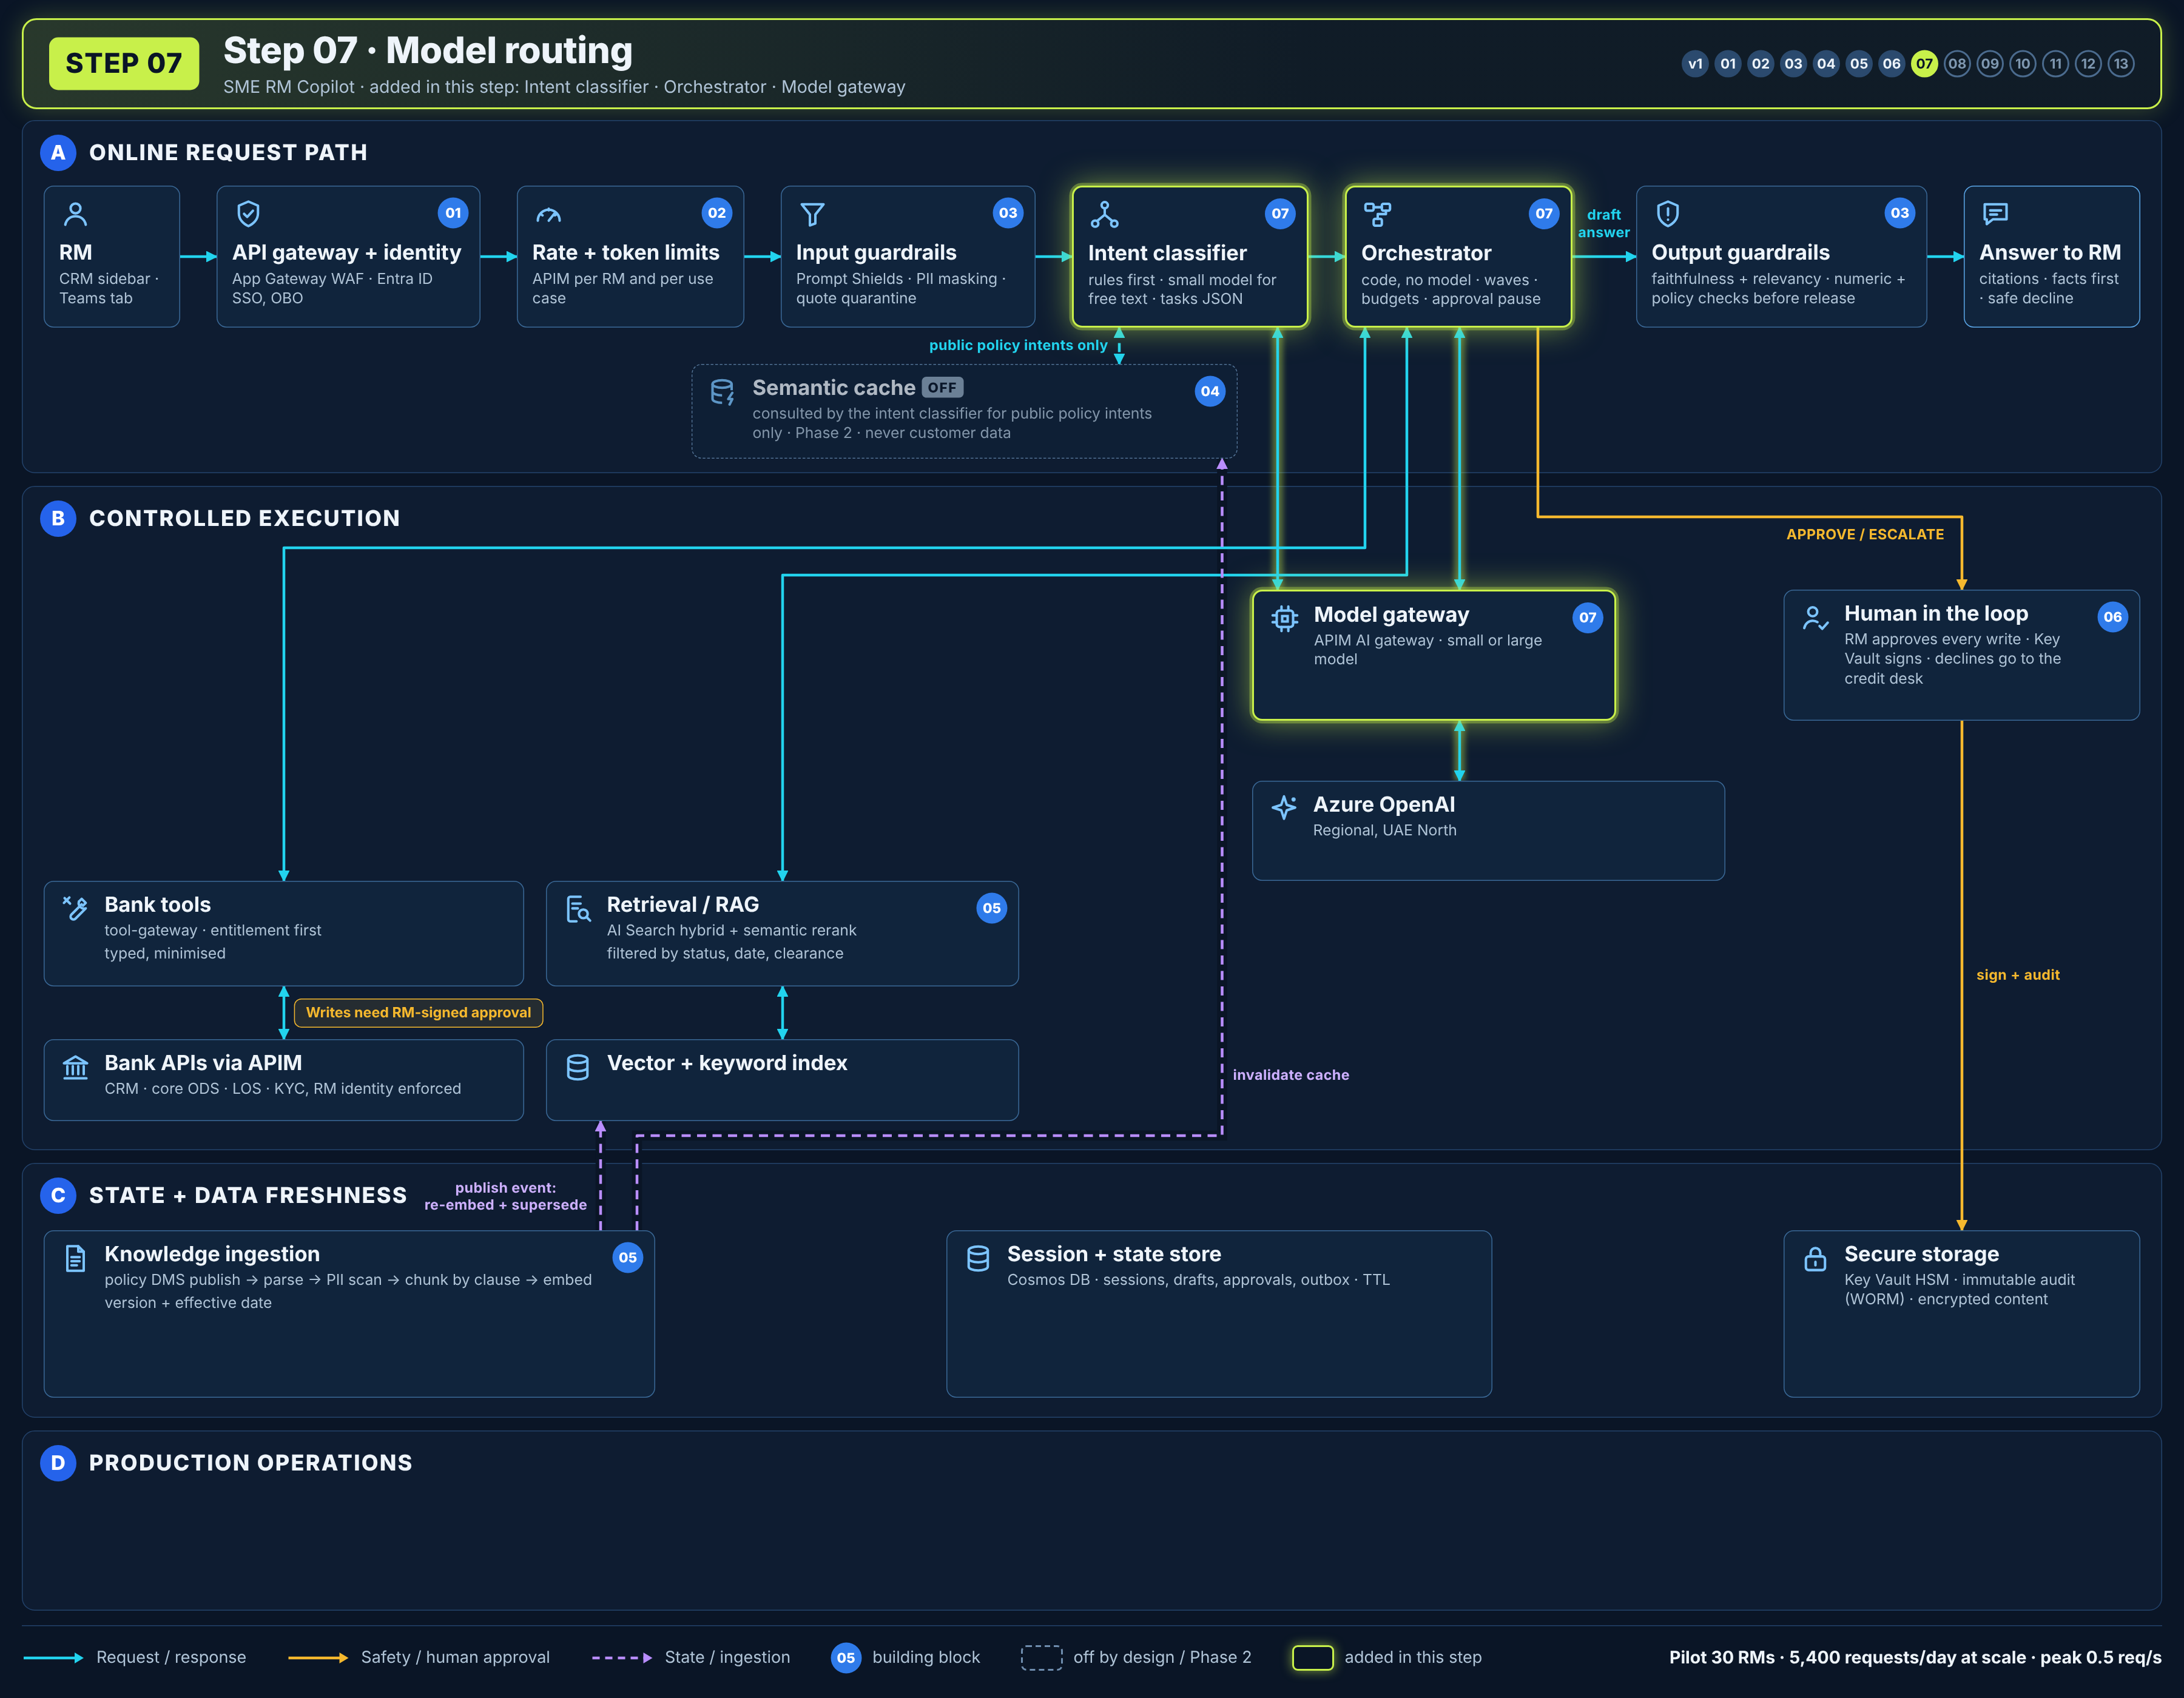 STEP 07
Step 07 · Model routing
SME RM Copilot · added in this step: Intent classifier · Orchestrator · Model gateway
v1 01 02 03 04 05 06 07 08 09 10 11 12 13
A ONLINE REQUEST PATH
RM
CRM sidebar ·
Teams tab
01
API gateway + identity
App Gateway WAF · Entra ID
SSO, OBO
02
Rate + token limits
APIM per RM and per use
case
03
Input guardrails
Prompt Shields · PII masking ·
quote quarantine
07
Intent classifier
rules first · small model for
free text · tasks JSON
07
Orchestrator
code, no model · waves ·
budgets · approval pause
draft
answer
03
Output guardrails
faithfulness + relevancy · numeric +
policy checks before release
Answer to RM
citations · facts first
· safe decline
public policy intents only
Semantic cache OFF
04
consulted by the intent classifier for public policy intents
only · Phase 2 · never customer data
B CONTROLLED EXECUTION
APPROVE / ESCALATE
Model gateway
07
APIM AI gateway · small or large
model
Human in the loop
06
RM approves every write · Key
Vault signs · declines go to the
credit desk
Azure OpenAI
Regional, UAE North
Bank tools
tool-gateway · entitlement first
typed, minimised
Retrieval / RAG
05
AI Search hybrid + semantic rerank
filtered by status, date, clearance
sign + audit
Writes need RM-signed approval
Bank APIs via APIM
CRM · core ODS · LOS · KYC, RM identity enforced
Vector + keyword index
invalidate cache
C STATE + DATA FRESHNESS
publish event:
re-embed + supersede
Knowledge ingestion
05
policy DMS publish → parse → PII scan → chunk by clause → embed
version + effective date
Session + state store
Cosmos DB · sessions, drafts, approvals, outbox · TTL
Secure storage
Key Vault HSM · immutable audit
(WORM) · encrypted content
D PRODUCTION OPERATIONS
Request / response
Safety / human approval
State / ingestion
05 building block
off by design / Phase 2
added in this step
Pilot 30 RMs · 5,400 requests/day at scale · peak 0.5 req/s